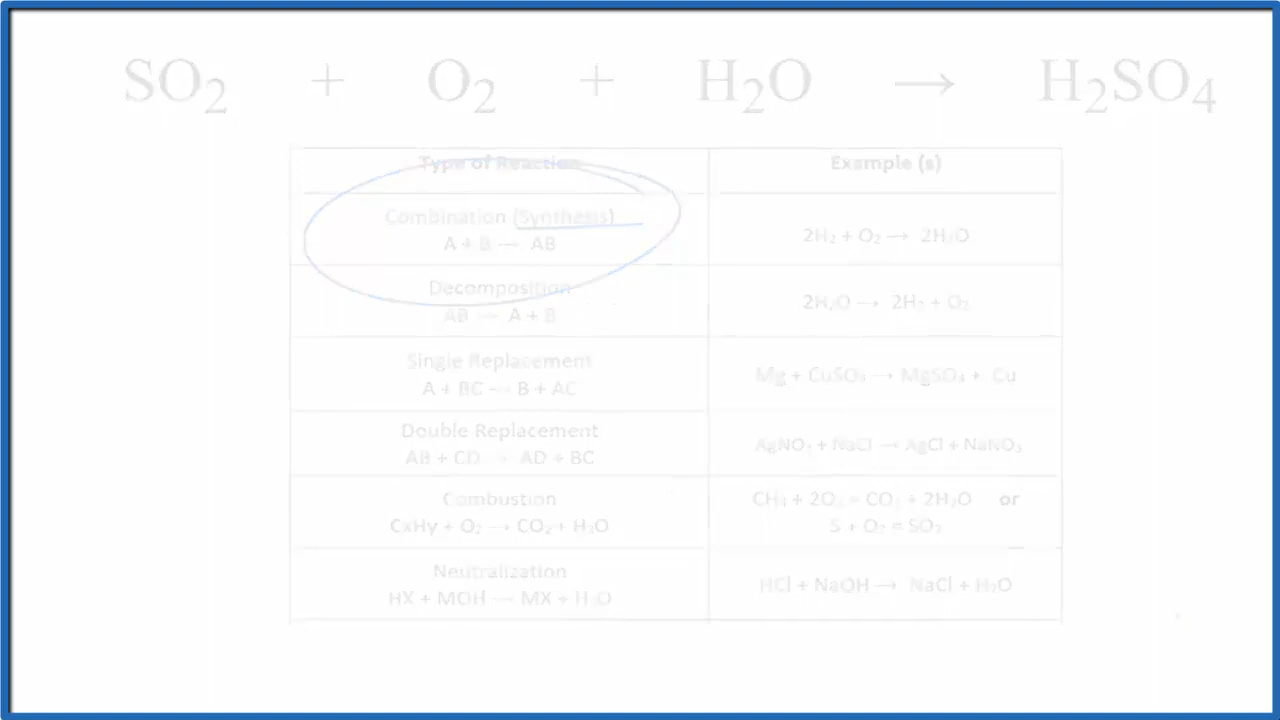 SO₂ + O₂ + H₂O → H₂SO₄
Type of Reaction Example (s)
Combination (Synthesis)
A + B → AB
2H₂ + O₂ → 2H₂O
Decomposition
AB → A + B
2H₂O → 2H₂ + O₂
Single Replacement
A + BC → B + AC
Mg + CuSO₄ → MgSO₄ + Cu
Double Replacement
AB + CD → AD + BC
AgNO₃ + NaCl → AgCl + NaNO₃
Combustion
CxHy + O₂ → CO₂ + H₂O
CH₄ + 2O₂ = CO₂ + 2H₂O or
S + O₂ = SO₂
Neutralization
HX + MOH → MX + H₂O
HCl + NaOH → NaCl + H₂O